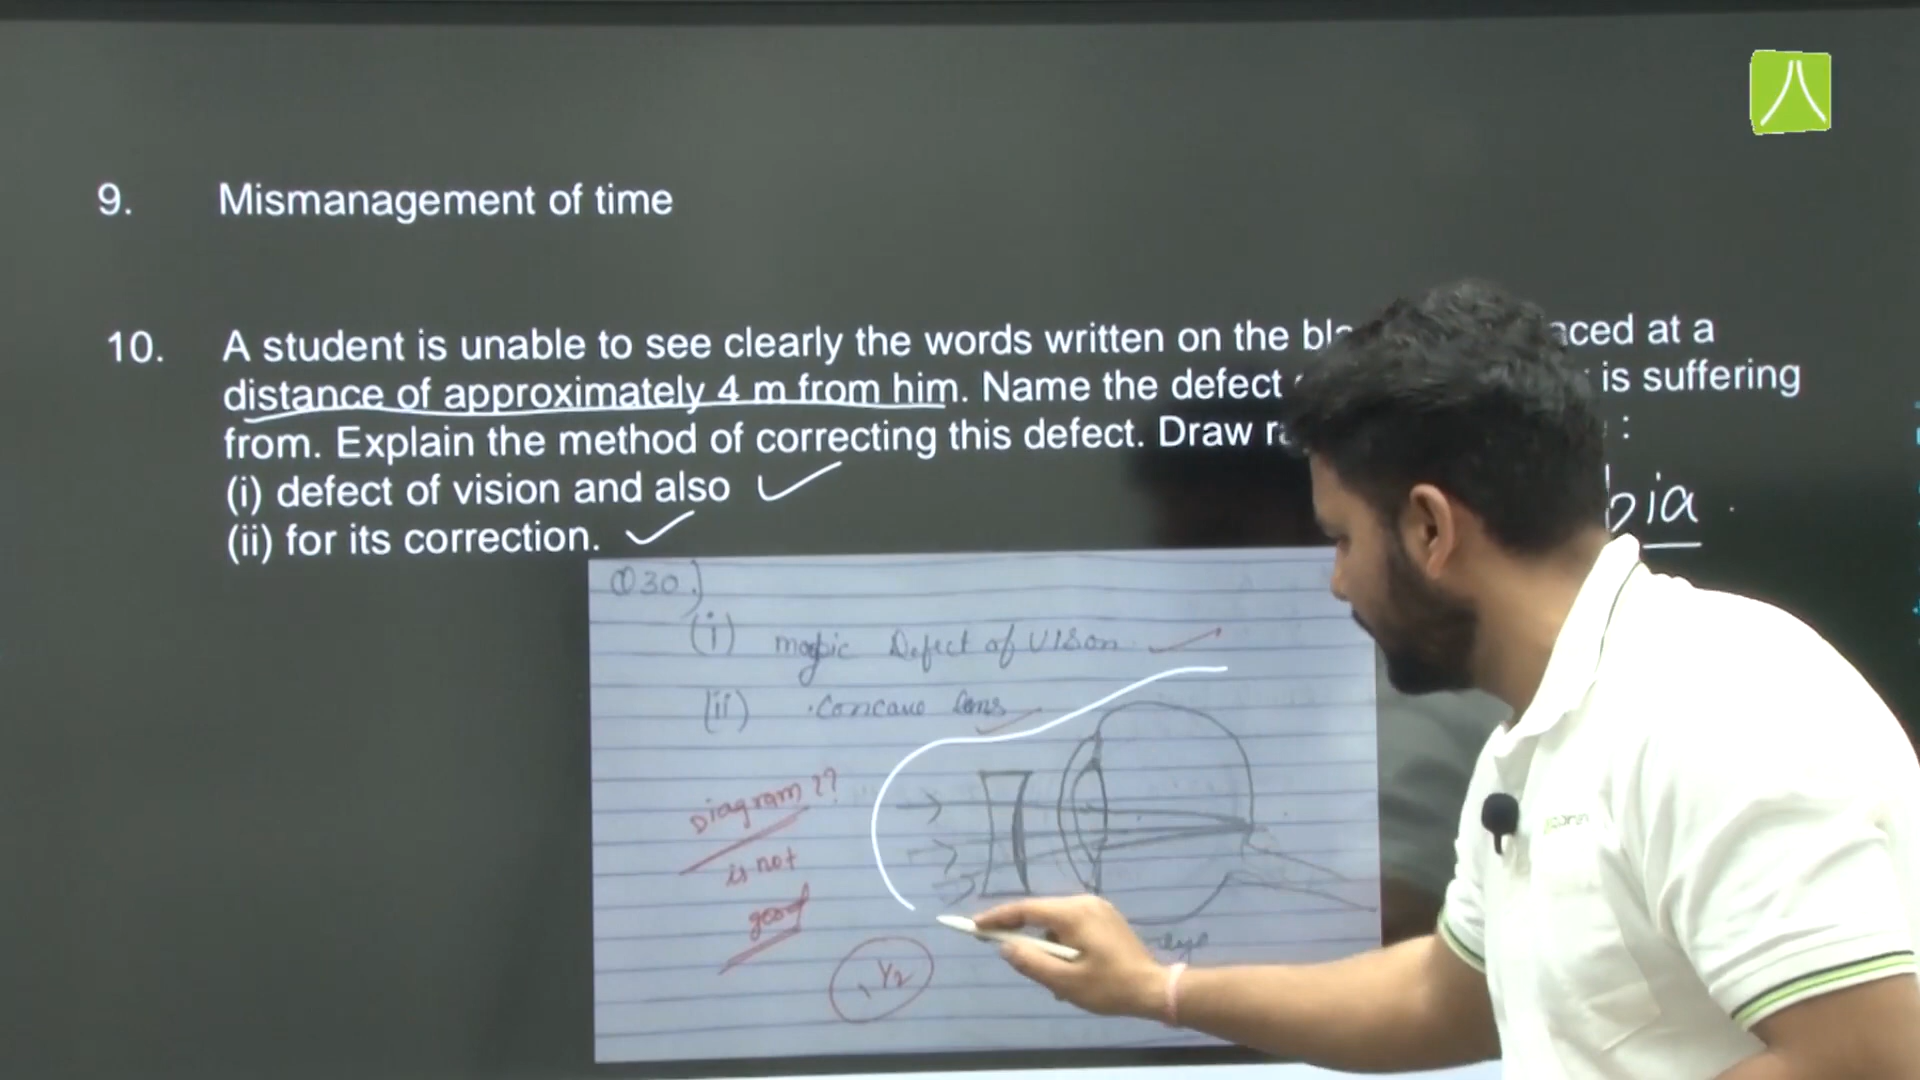 9. Mismanagement of time
10. A student is unable to see clearly the words written on the aced at a
distance of approximately 4 m from him. Name the defect is suffering
from. Explain the method of correcting this defect. Draw :
(i) defect of vision and also
(ii) for its correction.
bia
Q30.)
(i) Defect of Vison
(ii) . Concave lens
Diagram ??
is not
good
1 1/2
eye